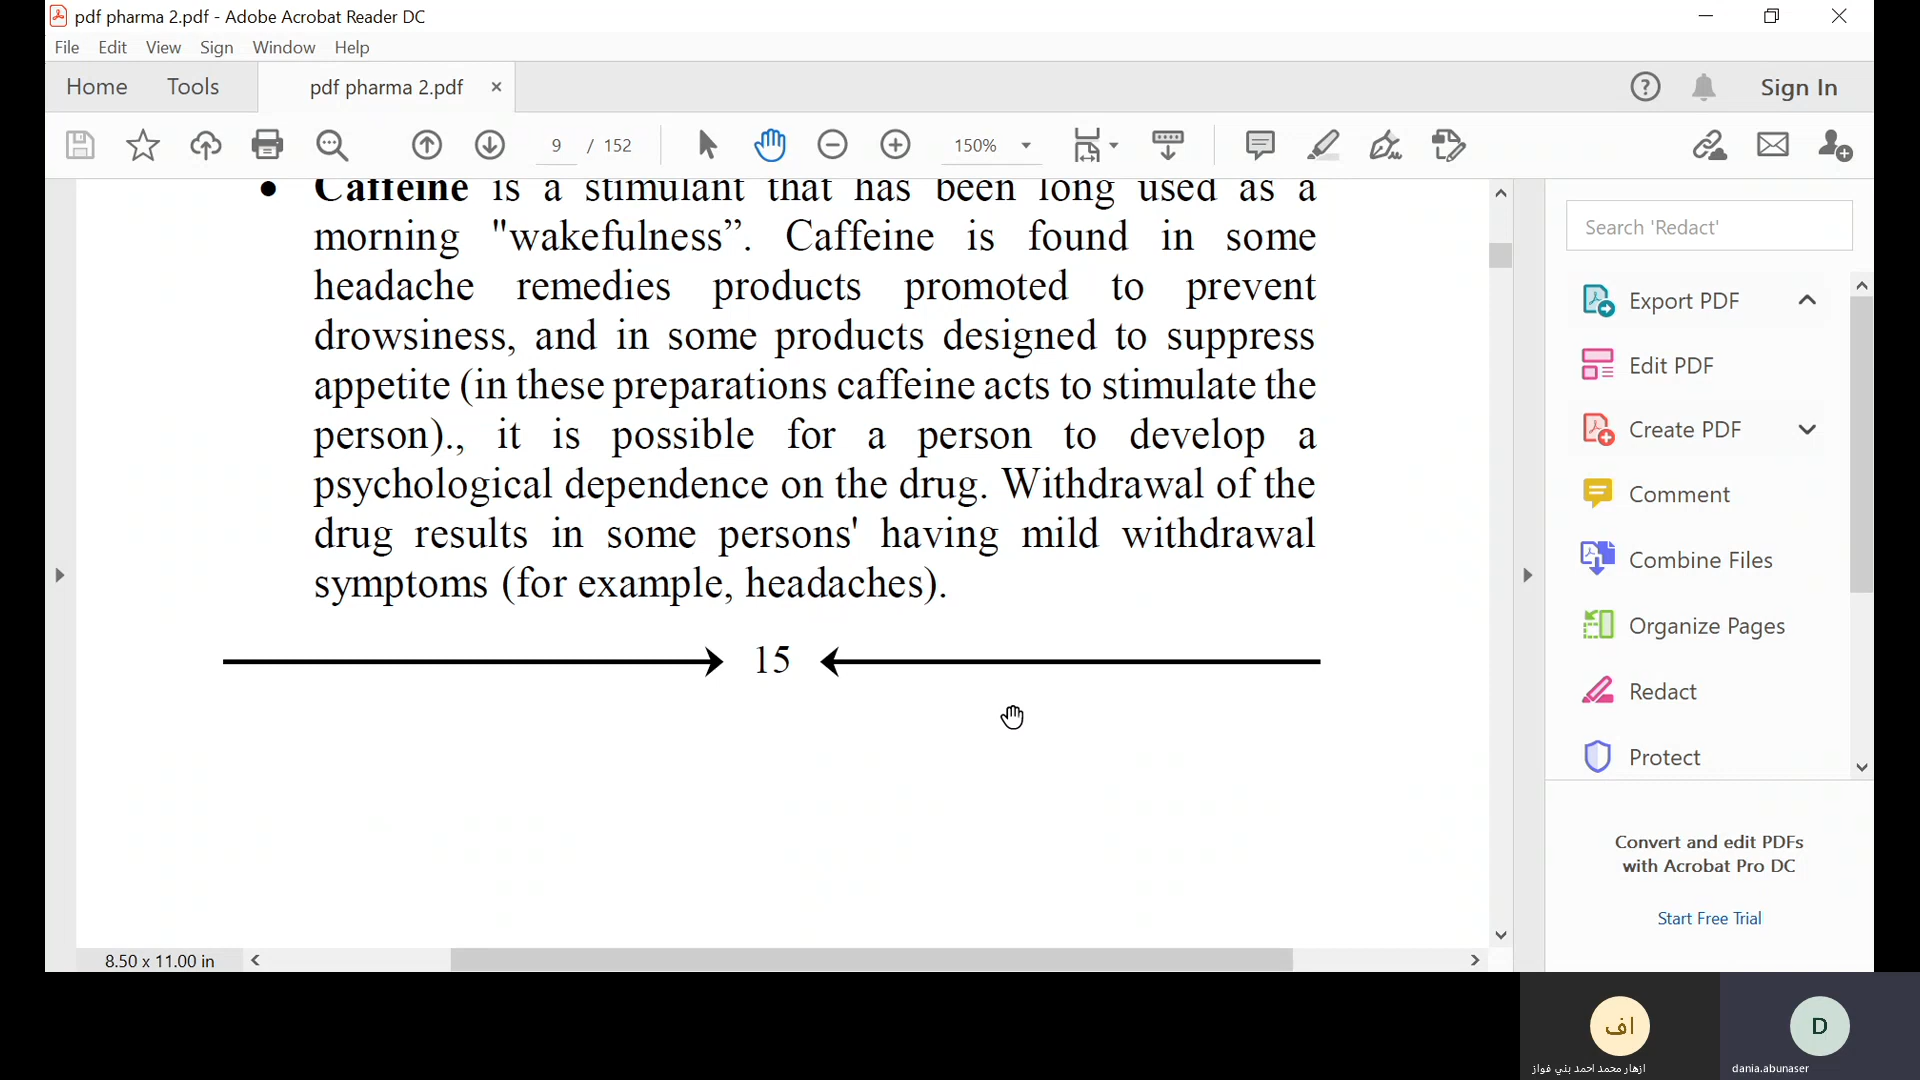 pdf pharma 2.pdf - Adobe Acrobat Reader DC
File Edit View Sign Window Help
Home Tools pdf pharma 2.pdf Sign In
9 / 152 150%
Caffeine is a stimulant that has been long used as a
morning "wakefulness”. Caffeine is found in some
headache remedies products promoted to prevent
drowsiness, and in some products designed to suppress
appetite (in these preparations caffeine acts to stimulate the
person)., it is possible for a person to develop a
psychological dependence on the drug. Withdrawal of the
drug results in some persons' having mild withdrawal
symptoms (for example, headaches).
15
8.50 x 11.00 in
Search 'Redact'
Export PDF
Edit PDF
Create PDF
Comment
Combine Files
Organize Pages
Redact
Protect
Convert and edit PDFs
with Acrobat Pro DC
Start Free Trial
اف
ازهار محمد احمد بني فواز
D
dania.abunaser